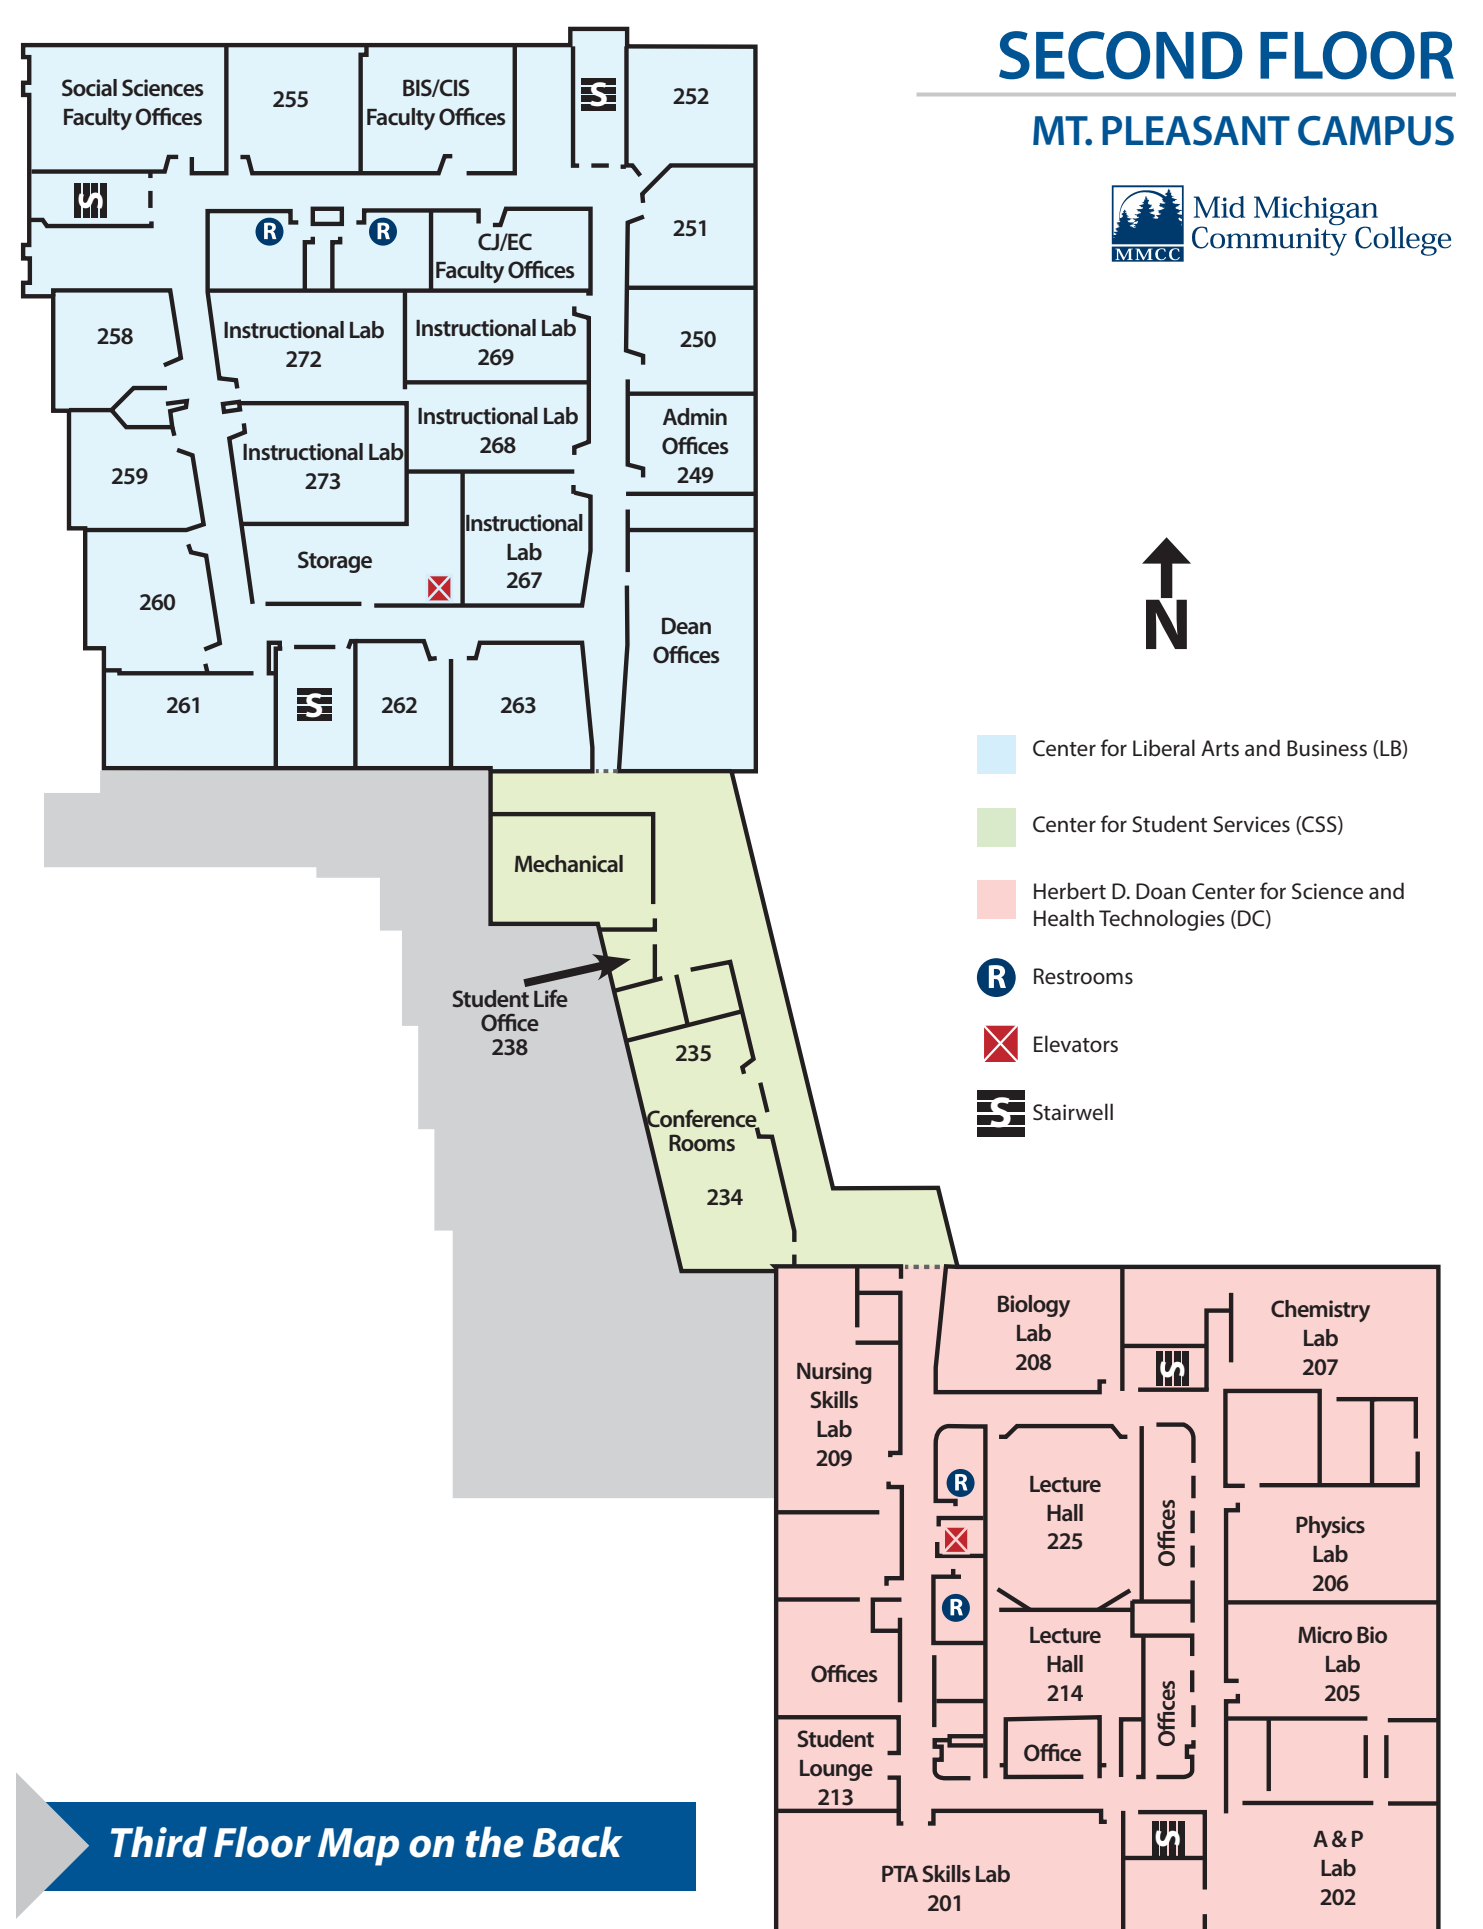 SECOND FLOOR
MT. PLEASANT CAMPUS
Mid Michigan
Community College
MMCC
Social Sciences
Faculty Offices
255
BIS/CIS
Faculty Offices
S
252
S
R
R
CJ/EC
Faculty Offices
251
258
Instructional Lab
272
Instructional Lab
269
250
Instructional Lab
268
Admin
Offices
249
259
Instructional Lab
273
Instructional
Lab
267
Storage
260
Dean
Offices
261
S
262
263
N
Center for Liberal Arts and Business (LB)
Center for Student Services (CSS)
Herbert D. Doan Center for Science and
Health Technologies (DC)
R
Restrooms
Elevators
S
Stairwell
Mechanical
Student Life
Office
238
235
Conference
Rooms
234
Biology
Lab
208
Chemistry
Lab
207
S
Nursing
Skills
Lab
209
R
Lecture
Hall
225
Offices
Physics
Lab
206
R
Lecture
Hall
214
Offices
Micro Bio
Lab
205
Offices
Student
Lounge
213
Office
PTA Skills Lab
201
S
A & P
Lab
202
Third Floor Map on the Back